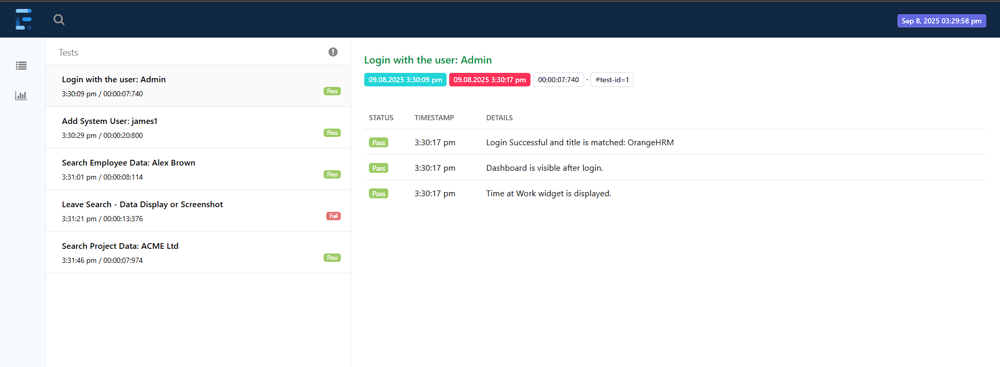 Sep 8, 2025 03:29:58 pm
Tests
Login with the user: Admin
3:30:09 pm / 00:00:07:740
Pass
Add System User: james1
3:30:29 pm / 00:00:20:800
Pass
Search Employee Data: Alex Brown
3:31:01 pm / 00:00:08:114
Pass
Leave Search - Data Display or Screenshot
3:31:21 pm / 00:00:13:376
Fail
Search Project Data: ACME Ltd
3:31:46 pm / 00:00:07:974
Pass
Login with the user: Admin
09.08.2025 3:30:09 pm 09.08.2025 3:30:17 pm 00:00:07:740 · #test-id=1
STATUS TIMESTAMP DETAILS
Pass 3:30:17 pm Login Successful and title is matched: OrangeHRM
Pass 3:30:17 pm Dashboard is visible after login.
Pass 3:30:17 pm Time at Work widget is displayed.